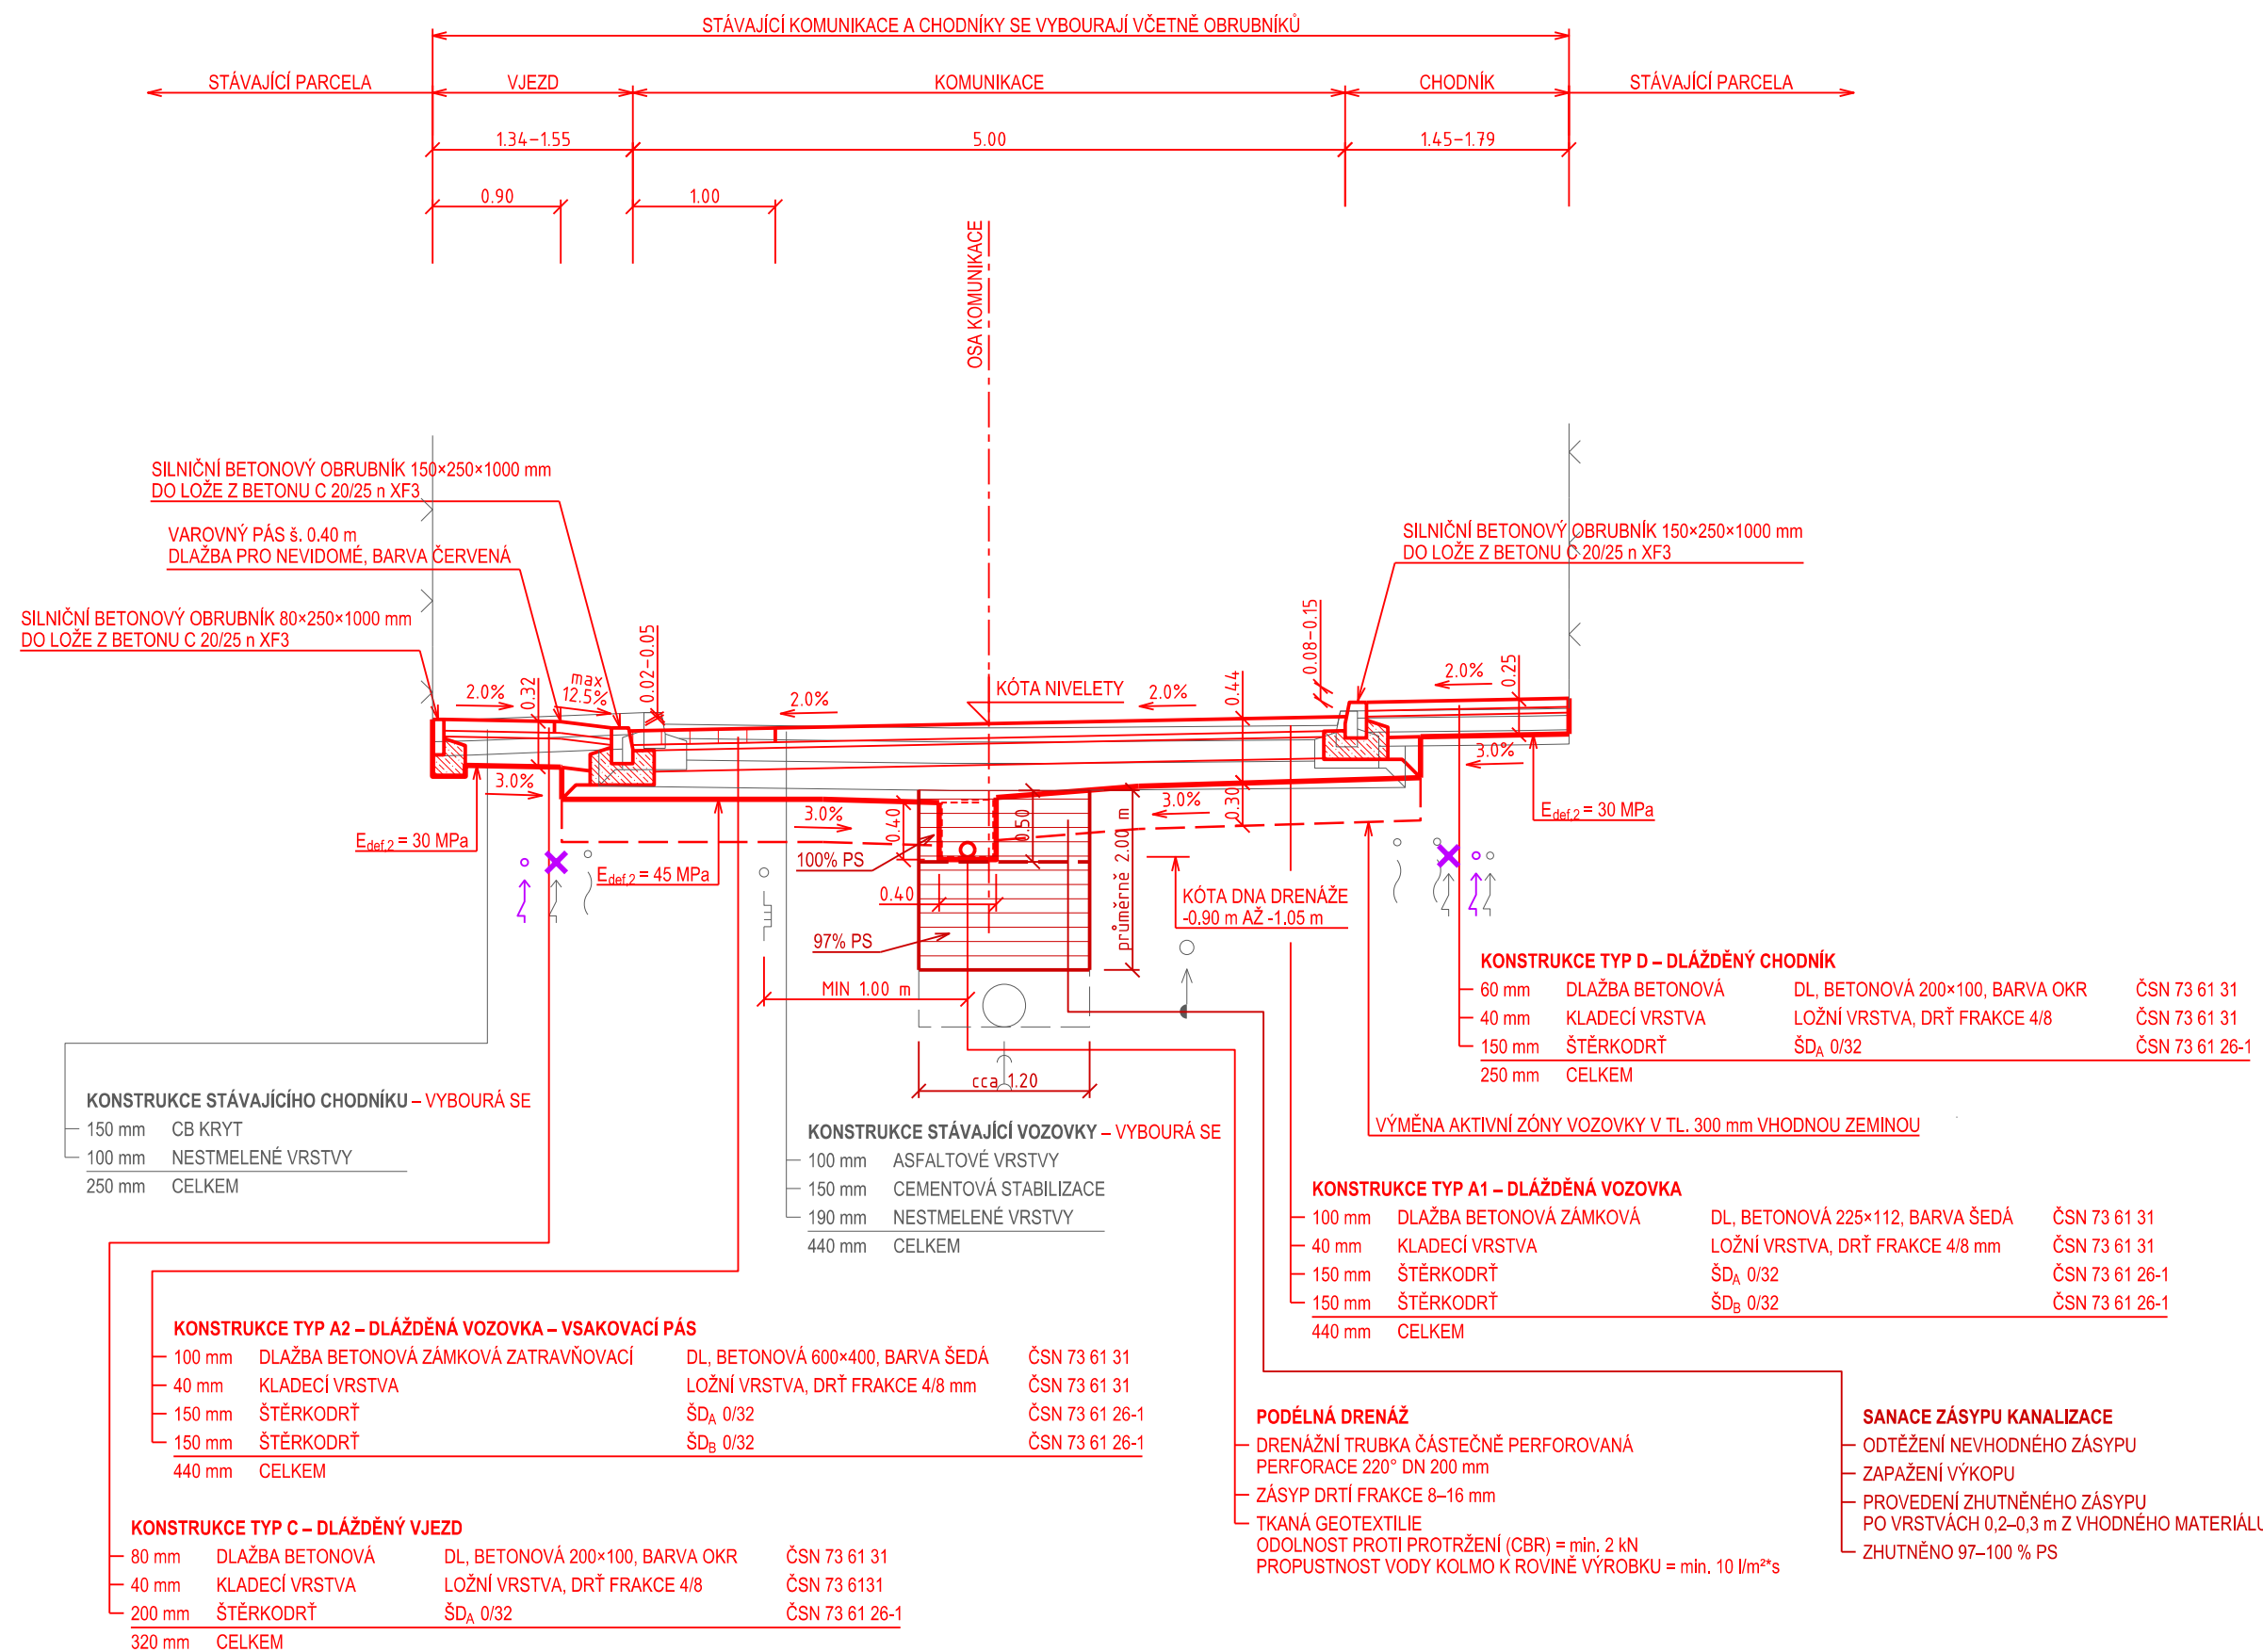 STÁVAJÍCÍ KOMUNIKACE A CHODNÍKY SE VYBOURAJÍ VČETNĚ OBRUBNÍKŮ
STÁVAJÍCÍ PARCELA
VJEZD
KOMUNIKACE
CHODNÍK
STÁVAJÍCÍ PARCELA
1.34–1.55
5.00
1.45–1.79
0.90
1.00
OSA KOMUNIKACE
SILNIČNÍ BETONOVÝ OBRUBNÍK 150×250×1000 mm
DO LOŽE Z BETONU C 20/25 n XF3
VAROVNÝ PÁS š. 0.40 m
DLAŽBA PRO NEVIDOMÉ, BARVA ČERVENÁ
SILNIČNÍ BETONOVÝ OBRUBNÍK 80×250×1000 mm
DO LOŽE Z BETONU C 20/25 n XF3
SILNIČNÍ BETONOVÝ OBRUBNÍK 150×250×1000 mm
DO LOŽE Z BETONU C 20/25 n XF3
2.0%
0.32
max
12.5%
0.02–0.05
2.0%
KÓTA NIVELETY
2.0%
0.44
0.08–0.15
2.0%
0.25
3.0%
3.0%
0.40
0.50
3.0%
0.30
3.0%
Edef,2 = 30 MPa
Edef,2 = 45 MPa
Edef,2 = 30 MPa
100% PS
0.40
97% PS
průměrně 2.00 m
KÓTA DNA DRENÁŽE
-0.90 m AŽ -1.05 m
MIN 1.00 m
cca 1.20
KONSTRUKCE TYP D – DLÁŽDĚNÝ CHODNÍK
60 mm DLAŽBA BETONOVÁ DL, BETONOVÁ 200×100, BARVA OKR ČSN 73 61 31
40 mm KLADECÍ VRSTVA LOŽNÍ VRSTVA, DRŤ FRAKCE 4/8 ČSN 73 61 31
150 mm ŠTĚRKODRŤ ŠDA 0/32 ČSN 73 61 26-1
250 mm CELKEM
KONSTRUKCE STÁVAJÍCÍHO CHODNÍKU – VYBOURÁ SE
150 mm CB KRYT
100 mm NESTMELENÉ VRSTVY
250 mm CELKEM
KONSTRUKCE STÁVAJÍCÍ VOZOVKY – VYBOURÁ SE
100 mm ASFALTOVÉ VRSTVY
150 mm CEMENTOVÁ STABILIZACE
190 mm NESTMELENÉ VRSTVY
440 mm CELKEM
VÝMĚNA AKTIVNÍ ZÓNY VOZOVKY V TL. 300 mm VHODNOU ZEMINOU
KONSTRUKCE TYP A1 – DLÁŽDĚNÁ VOZOVKA
100 mm DLAŽBA BETONOVÁ ZÁMKOVÁ DL, BETONOVÁ 225×112, BARVA ŠEDÁ ČSN 73 61 31
40 mm KLADECÍ VRSTVA LOŽNÍ VRSTVA, DRŤ FRAKCE 4/8 mm ČSN 73 61 31
150 mm ŠTĚRKODRŤ ŠDA 0/32 ČSN 73 61 26-1
150 mm ŠTĚRKODRŤ ŠDB 0/32 ČSN 73 61 26-1
440 mm CELKEM
KONSTRUKCE TYP A2 – DLÁŽDĚNÁ VOZOVKA – VSAKOVACÍ PÁS
100 mm DLAŽBA BETONOVÁ ZÁMKOVÁ ZATRAVŇOVACÍ DL, BETONOVÁ 600×400, BARVA ŠEDÁ ČSN 73 61 31
40 mm KLADECÍ VRSTVA LOŽNÍ VRSTVA, DRŤ FRAKCE 4/8 mm ČSN 73 61 31
150 mm ŠTĚRKODRŤ ŠDA 0/32 ČSN 73 61 26-1
150 mm ŠTĚRKODRŤ ŠDB 0/32 ČSN 73 61 26-1
440 mm CELKEM
KONSTRUKCE TYP C – DLÁŽDĚNÝ VJEZD
80 mm DLAŽBA BETONOVÁ DL, BETONOVÁ 200×100, BARVA OKR ČSN 73 61 31
40 mm KLADECÍ VRSTVA LOŽNÍ VRSTVA, DRŤ FRAKCE 4/8 ČSN 73 6131
200 mm ŠTĚRKODRŤ ŠDA 0/32 ČSN 73 61 26-1
320 mm CELKEM
PODÉLNÁ DRENÁŽ
DRENÁŽNÍ TRUBKA ČÁSTEČNĚ PERFOROVANÁ
PERFORACE 220° DN 200 mm
ZÁSYP DRTÍ FRAKCE 8–16 mm
TKANÁ GEOTEXTILIE
ODOLNOST PROTI PROTRŽENÍ (CBR) = min. 2 kN
PROPUSTNOST VODY KOLMO K ROVINĚ VÝROBKU = min. 10 l/m²*s
SANACE ZÁSYPU KANALIZACE
ODTĚŽENÍ NEVHODNÉHO ZÁSYPU
ZAPAŽENÍ VÝKOPU
PROVEDENÍ ZHUTNĚNÉHO ZÁSYPU
PO VRSTVÁCH 0,2–0,3 m Z VHODNÉHO MATERIÁLU
ZHUTNĚNO 97–100 % PS